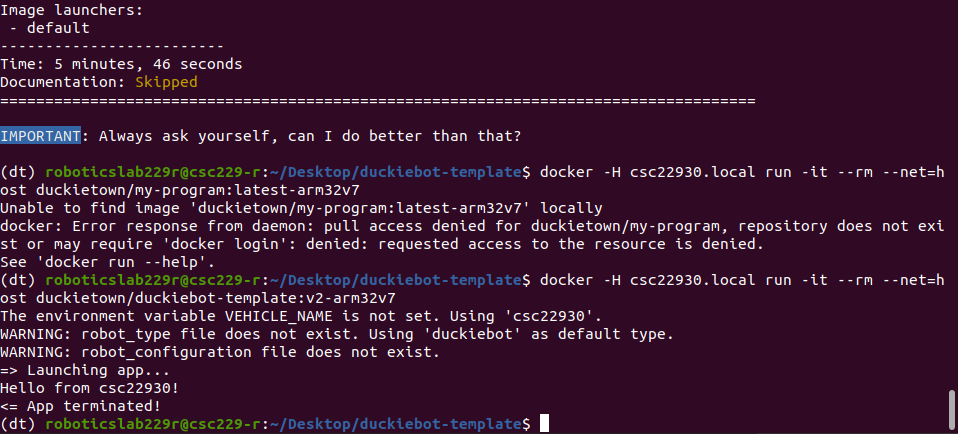 Image launchers:
 - default
-------------------------
Time: 5 minutes, 46 seconds
Documentation: Skipped
====================================================================================
IMPORTANT: Always ask yourself, can I do better than that?
(dt) roboticslab229r@csc229-r:~/Desktop/duckiebot-template$ docker -H csc22930.local run -it --rm --net=h
ost duckietown/my-program:latest-arm32v7
Unable to find image 'duckietown/my-program:latest-arm32v7' locally
docker: Error response from daemon: pull access denied for duckietown/my-program, repository does not exi
st or may require 'docker login': denied: requested access to the resource is denied.
See 'docker run --help'.
(dt) roboticslab229r@csc229-r:~/Desktop/duckiebot-template$ docker -H csc22930.local run -it --rm --net=h
ost duckietown/duckiebot-template:v2-arm32v7
The environment variable VEHICLE_NAME is not set. Using 'csc22930'.
WARNING: robot_type file does not exist. Using 'duckiebot' as default type.
WARNING: robot_configuration file does not exist.
=> Launching app...
Hello from csc22930!
<= App terminated!
(dt) roboticslab229r@csc229-r:~/Desktop/duckiebot-template$